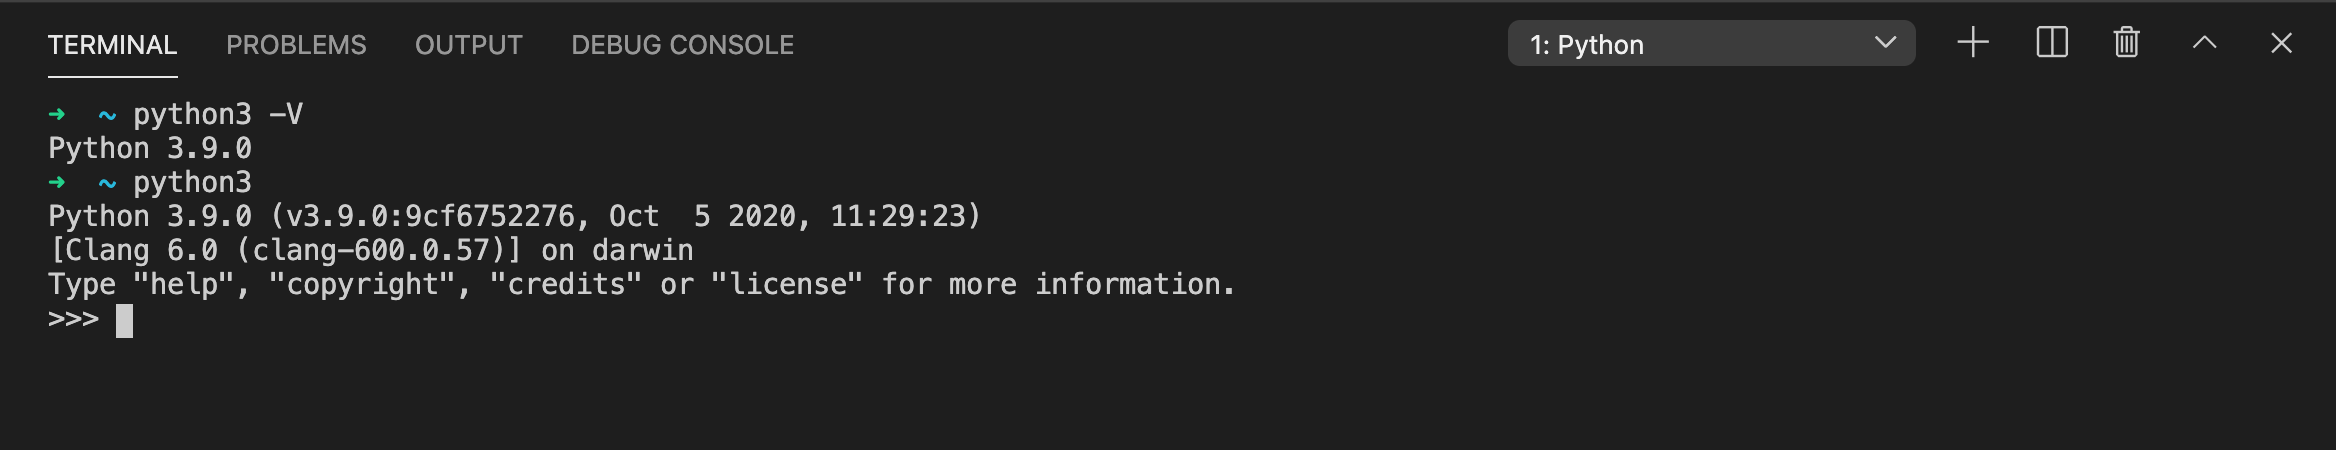 TERMINAL PROBLEMS OUTPUT DEBUG CONSOLE 1: Python
➜  ~ python3 -V
Python 3.9.0
➜  ~ python3
Python 3.9.0 (v3.9.0:9cf6752276, Oct  5 2020, 11:29:23)
[Clang 6.0 (clang-600.0.57)] on darwin
Type "help", "copyright", "credits" or "license" for more information.
>>>